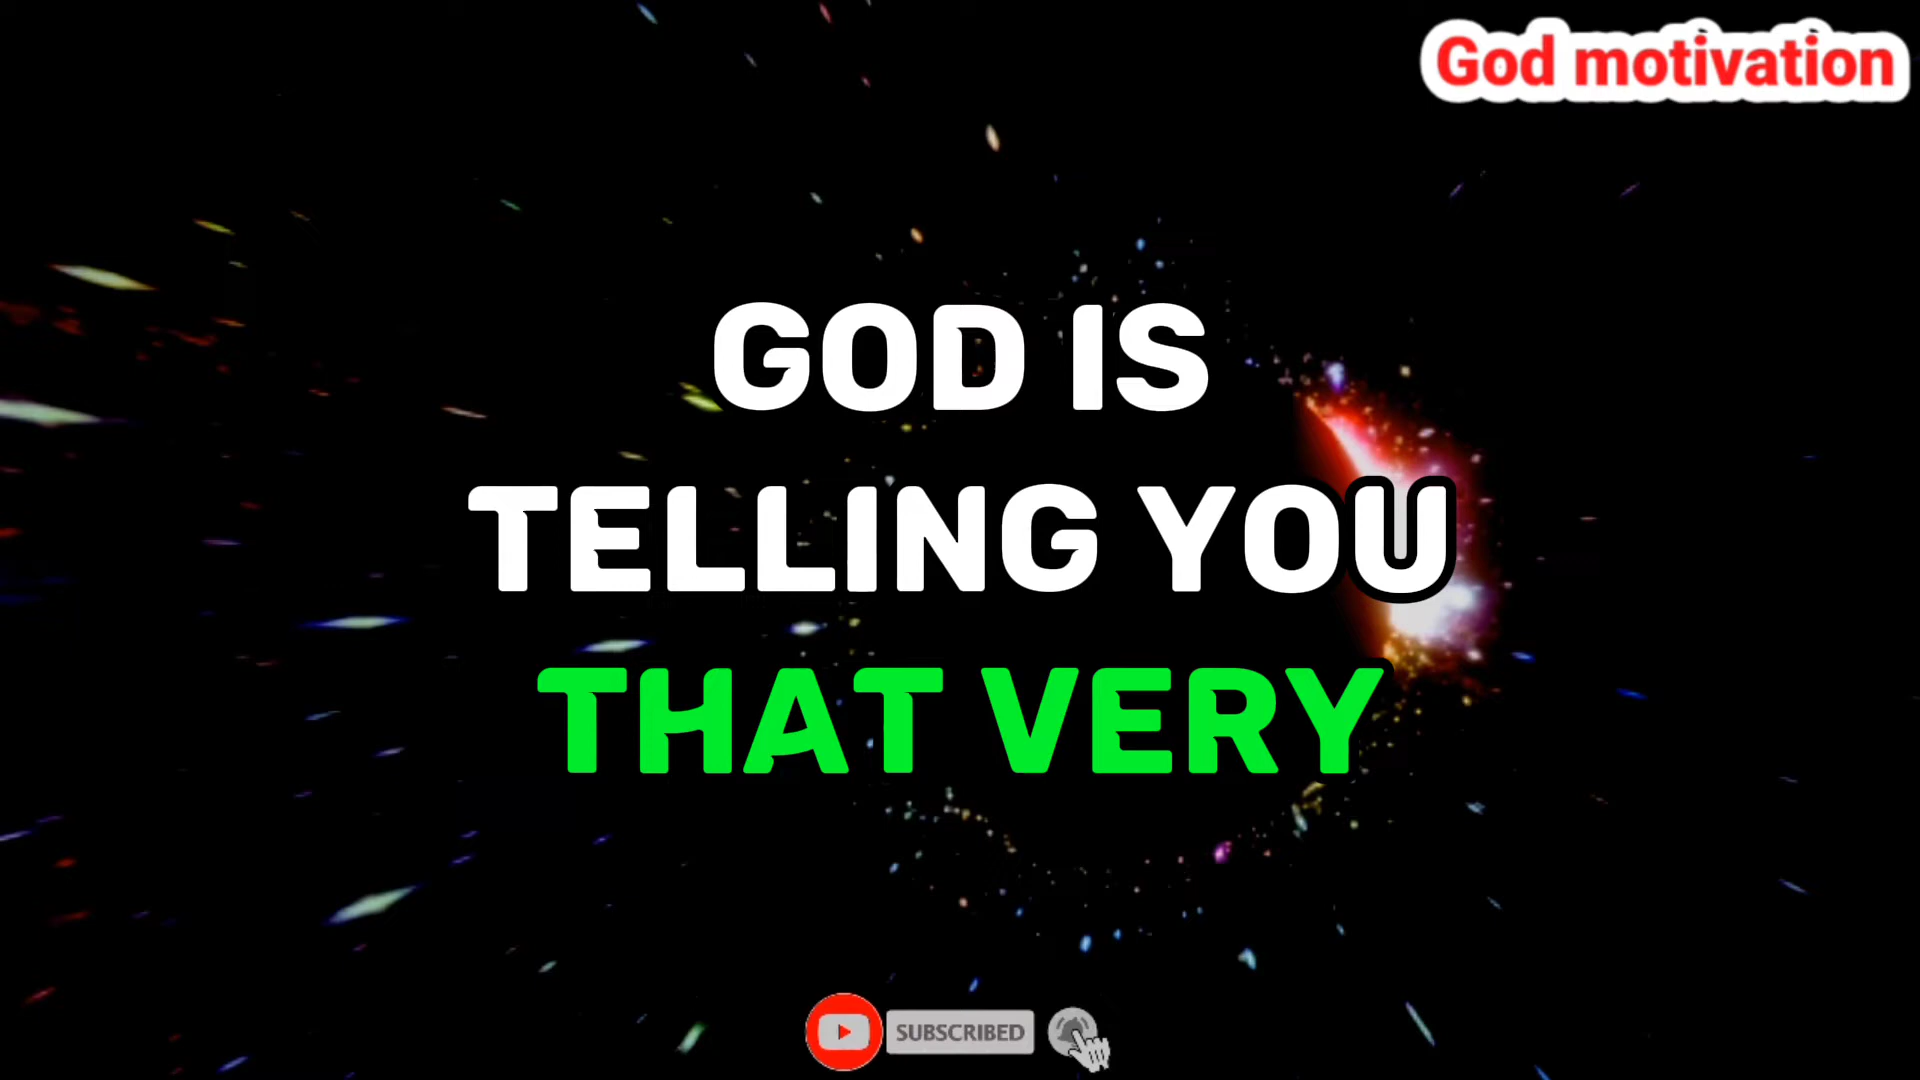 God motivation
GOD IS
TELLING YOU
THAT VERY
SUBSCRIBED